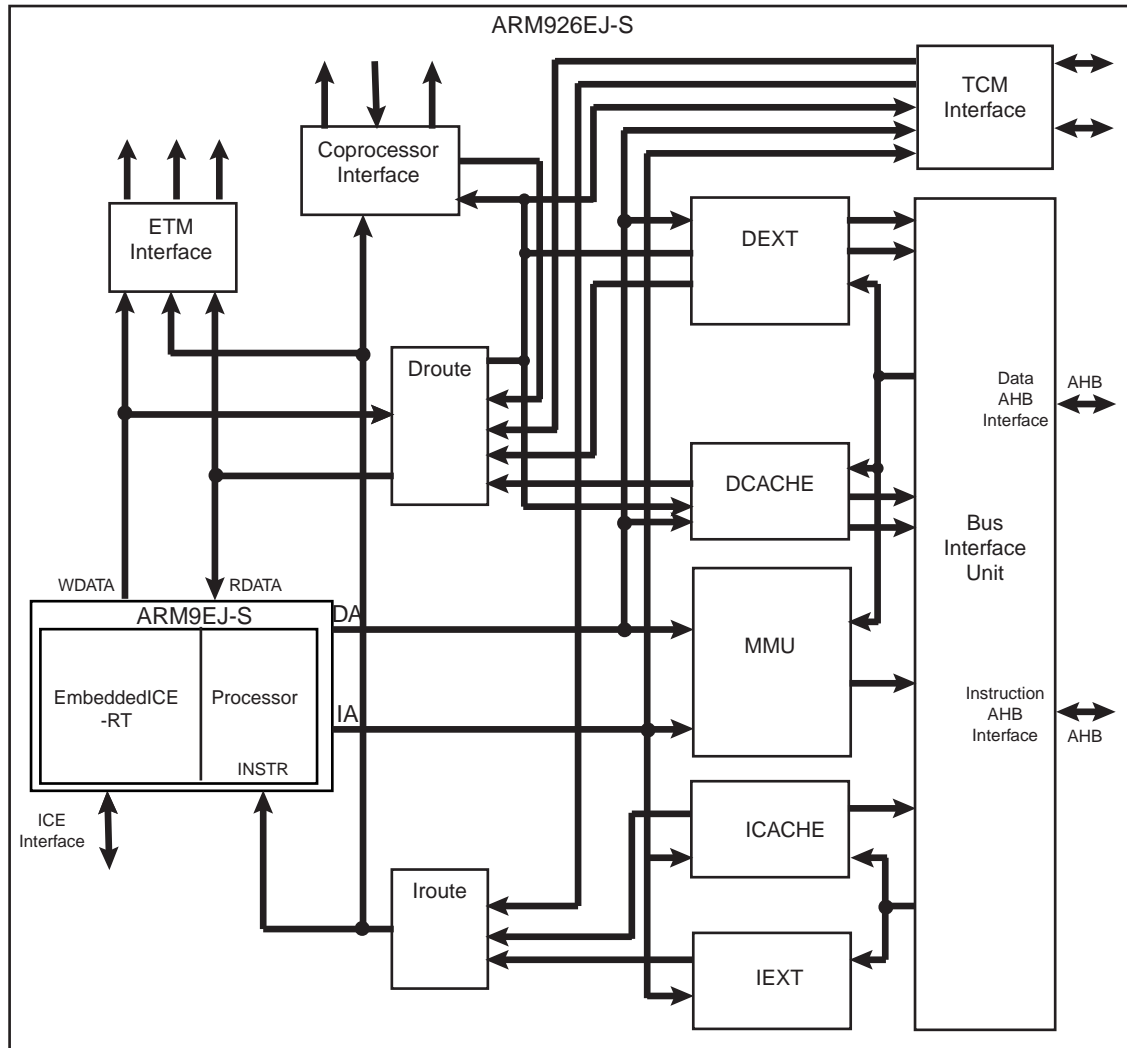 ARM926EJ-S
TCM
Interface
Coprocessor
Interface
ETM
Interface
DEXT
Droute
Data
AHB
Interface
AHB
DCACHE
Bus
Interface
Unit
WDATA
RDATA
ARM9EJ-S
DA
MMU
EmbeddedICE
-RT
Processor
IA
Instruction
AHB
Interface
AHB
INSTR
ICE
Interface
ICACHE
Iroute
IEXT